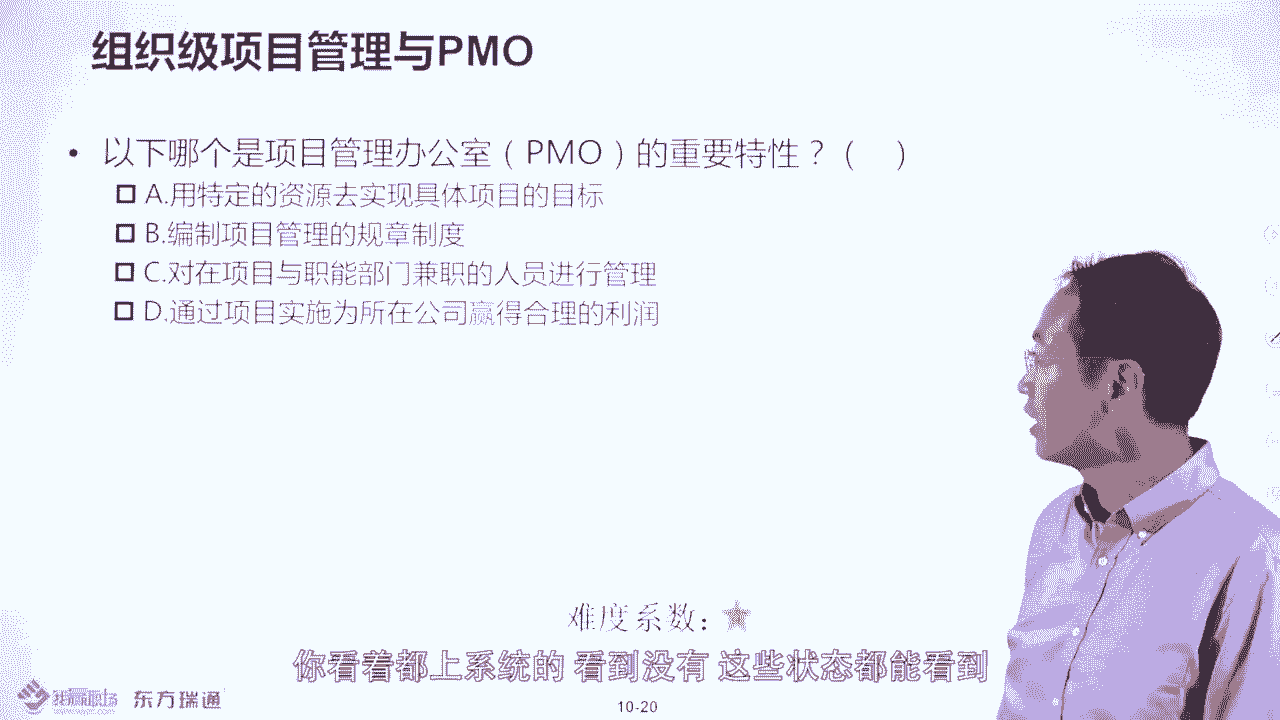 组织级项目管理与PMO
• 以下哪个是项目管理办公室（PMO）的重要特性？（ ）
A.用特定的资源去实现具体项目的目标
B.编制项目管理的规章制度
C.对在项目与职能部门兼职的人员进行管理
D.通过项目实施为所在公司赢得合理的利润
难度系数：★
你看着都上系统的 看到没有 这些状态都能看到
东方瑞通
10-20